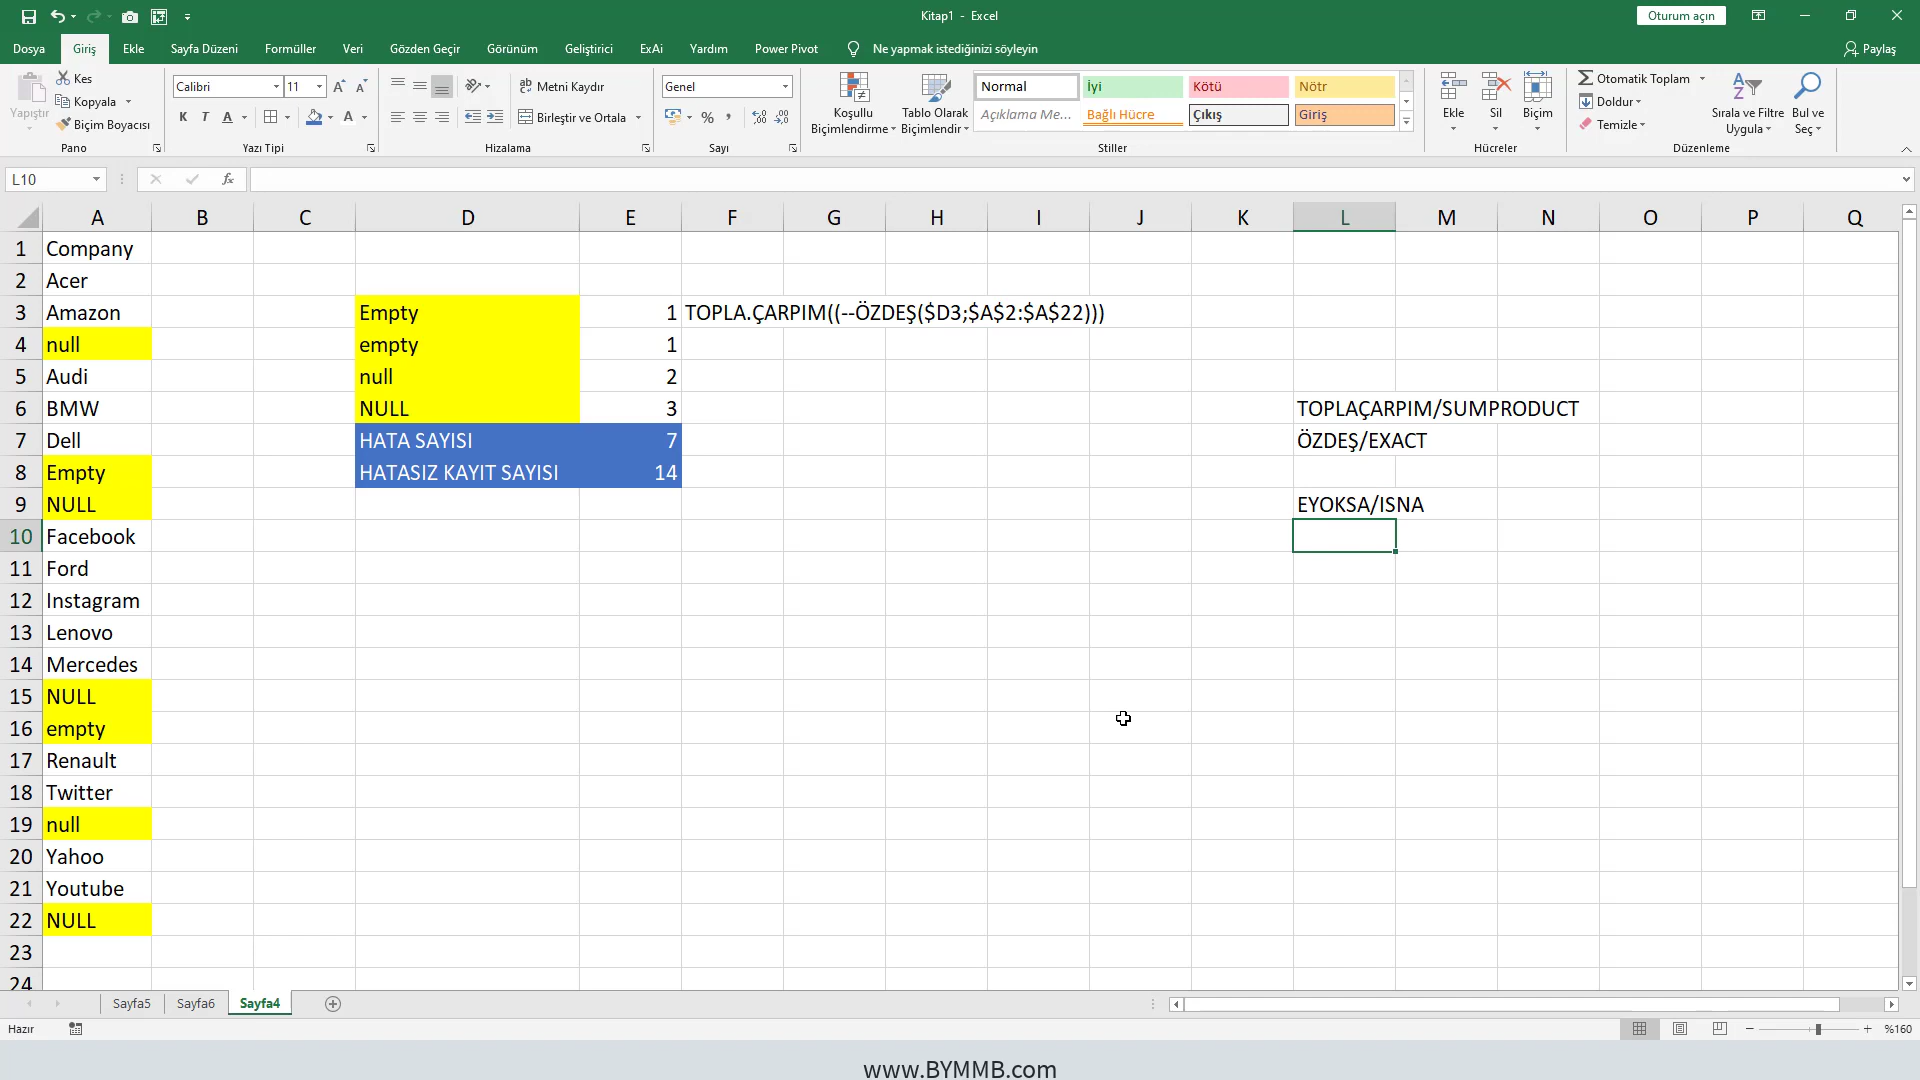 Kitap1 - Excel
Oturum açın
Dosya Giriş Ekle Sayfa Düzeni Formüller Veri Gözden Geçir Görünüm Geliştirici ExAi Yardım Power Pivot Ne yapmak istediğinizi söyleyin Paylaş
Yapıştır
Kes
Kopyala
Biçim Boyacısı
Pano
Calibri 11
K T A
Yazı Tipi
Metni Kaydır
Birleştir ve Ortala
Hizalama
Genel
Sayı
Koşullu Biçimlendirme
Tablo Olarak Biçimlendir
Normal İyi Kötü Nötr
Açıklama Me... Bağlı Hücre Çıkış Giriş
Stiller
Ekle Sil Biçim
Hücreler
Otomatik Toplam
Doldur
Temizle
Sırala ve Filtre Uygula
Bul ve Seç
Düzenleme
L10 fx
A B C D E F G H I J K L M N O P Q
1 Company
2 Acer
3 Amazon Empty 1 TOPLA.ÇARPIM((--ÖZDEŞ($D3;$A$2:$A$22)))
4 null empty 1
5 Audi null 2
6 BMW NULL 3 TOPLAÇARPIM/SUMPRODUCT
7 Dell HATA SAYISI 7 ÖZDEŞ/EXACT
8 Empty HATASIZ KAYIT SAYISI 14
9 NULL EYOKSA/ISNA
10 Facebook
11 Ford
12 Instagram
13 Lenovo
14 Mercedes
15 NULL
16 empty
17 Renault
18 Twitter
19 null
20 Yahoo
21 Youtube
22 NULL
23
24
Sayfa5 Sayfa6 Sayfa4
Hazır %160
www.BYMMB.com